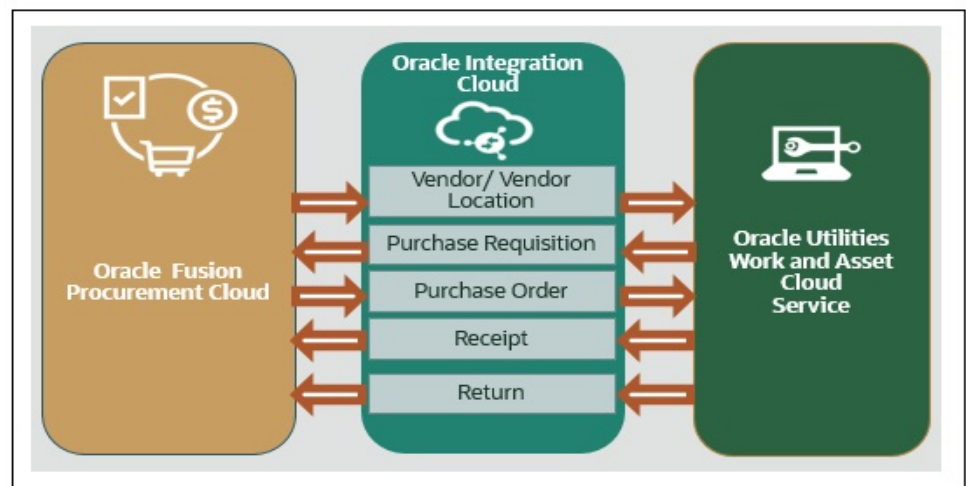 Oracle Fusion
Procurement Cloud
Oracle Integration
Cloud
Vendor/ Vendor
Location
Purchase Requisition
Purchase Order
Receipt
Return
Oracle Utilities
Work and Asset
Cloud
Service